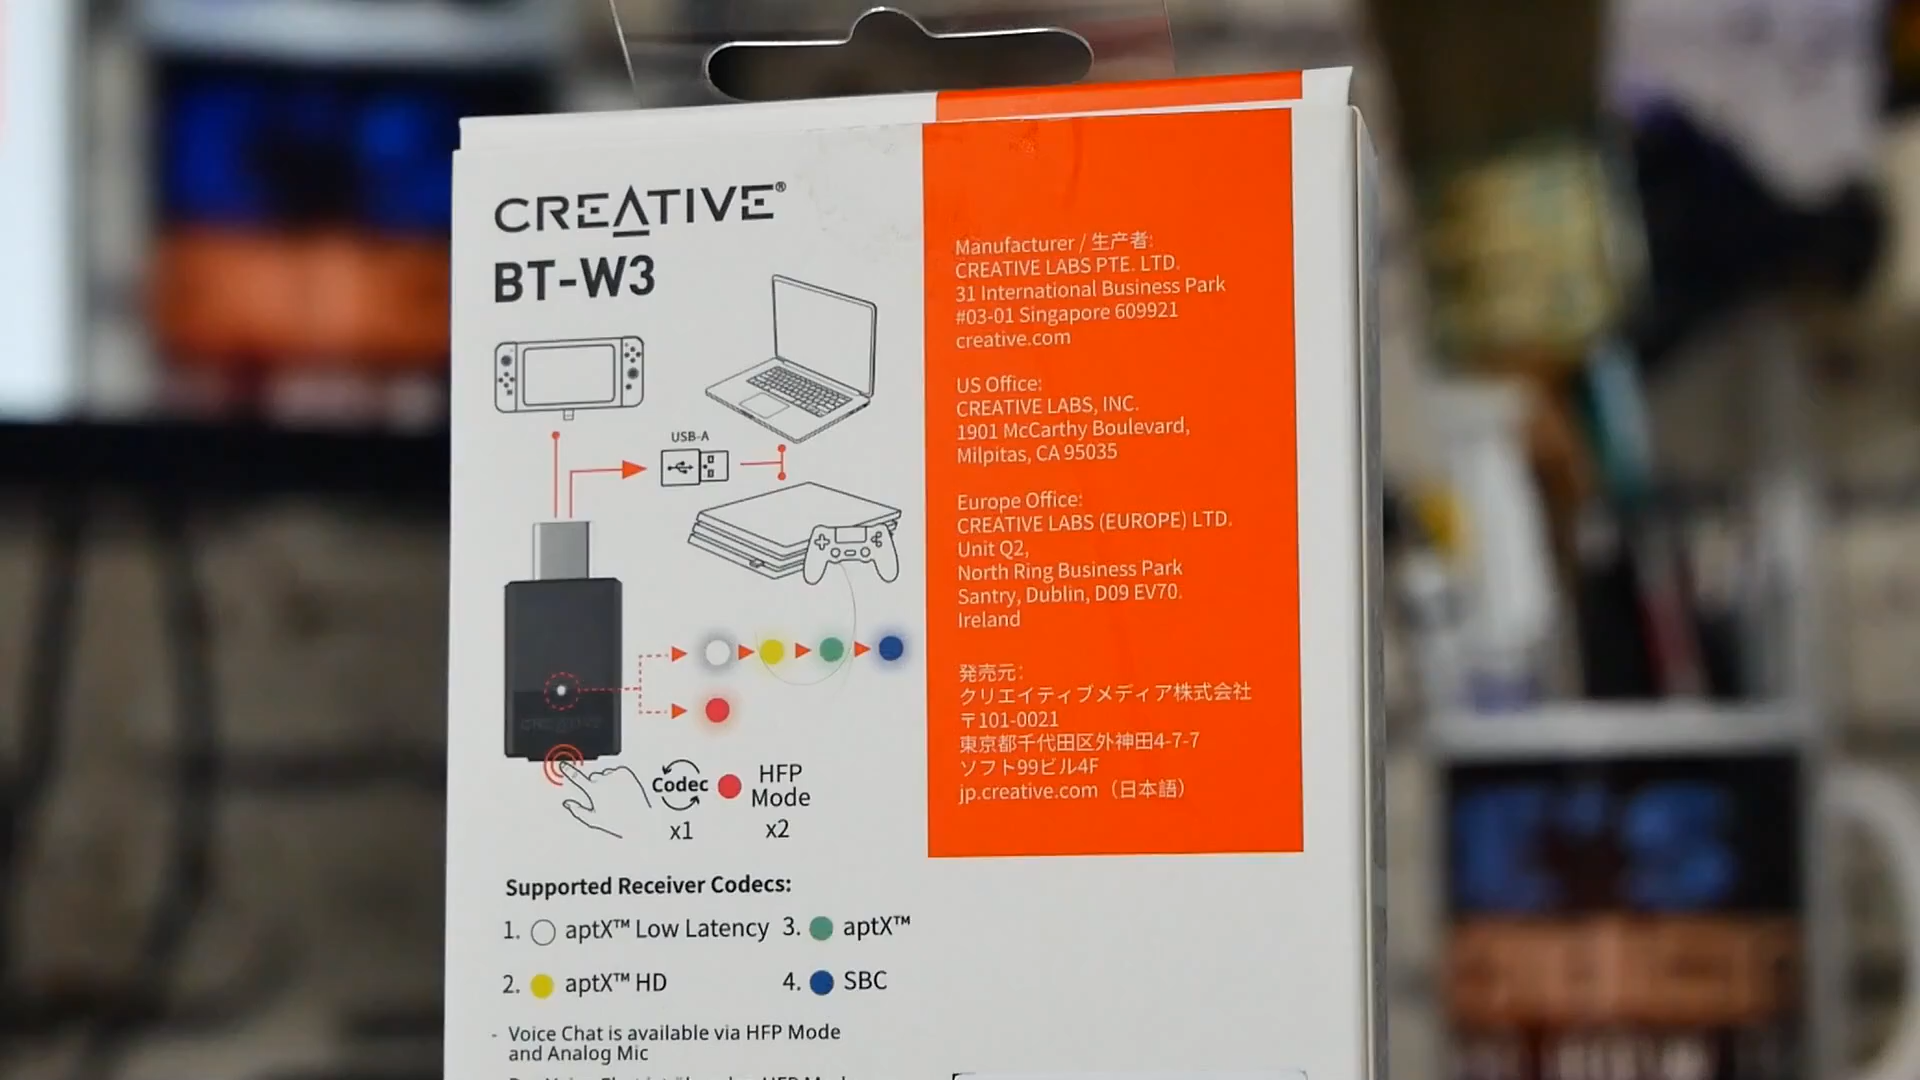 CREATIVE®
BT-W3
USB-A
CREATIVE
Codec
x1
HFP
Mode
x2
Supported Receiver Codecs:
1. aptX™ Low Latency
2. aptX™ HD
3. aptX™
4. SBC
- Voice Chat is available via HFP Mode
and Analog Mic
Manufacturer / 生产者:
CREATIVE LABS PTE. LTD.
31 International Business Park
#03-01 Singapore 609921
creative.com
US Office:
CREATIVE LABS, INC.
1901 McCarthy Boulevard,
Milpitas, CA 95035
Europe Office:
CREATIVE LABS (EUROPE) LTD.
Unit Q2,
North Ring Business Park
Santry, Dublin, D09 EV70.
Ireland
発売元:
クリエイティブメディア株式会社
〒101-0021
東京都千代田区外神田4-7-7
ソフト99ビル4F
jp.creative.com（日本語）